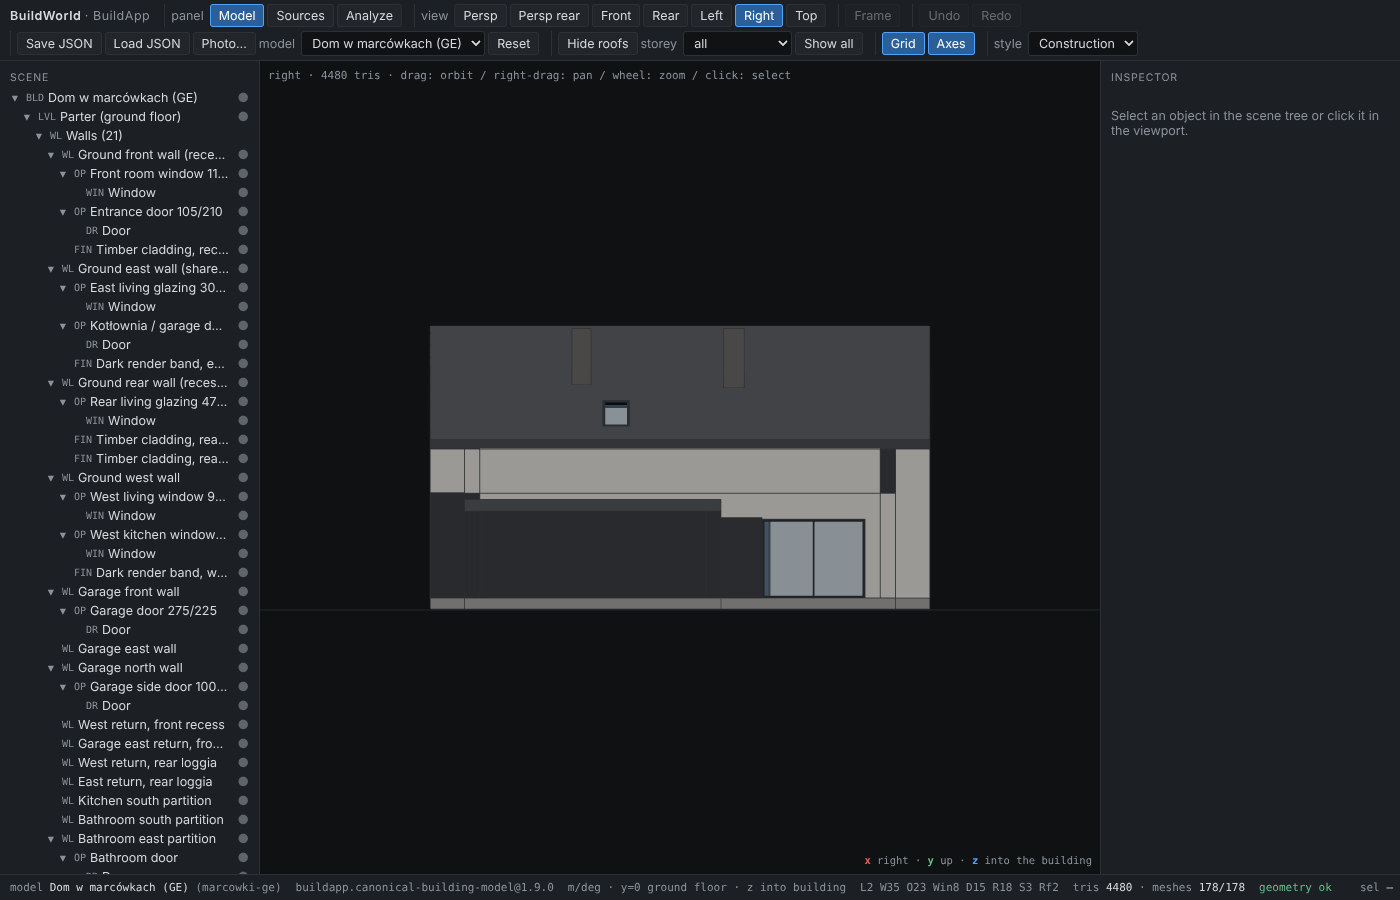 BuildWorld · BuildApp panel Model Sources Analyze view Persp Persp rear Front Rear Left Right Top Frame Undo Redo
Save JSON Load JSON Photo... model Dom w marcówkach (GE) Reset Hide roofs storey all Show all Grid Axes style Construction
SCENE
BLD Dom w marcówkach (GE)
LVL Parter (ground floor)
WL Walls (21)
WL Ground front wall (rece...
OP Front room window 11...
WIN Window
OP Entrance door 105/210
DR Door
FIN Timber cladding, rec...
WL Ground east wall (share...
OP East living glazing 30...
WIN Window
OP Kotłownia / garage d...
DR Door
FIN Dark render band, e...
WL Ground rear wall (reces...
OP Rear living glazing 47...
WIN Window
FIN Timber cladding, rea...
FIN Timber cladding, rea...
WL Ground west wall
OP West living window 9...
WIN Window
OP West kitchen window...
WIN Window
FIN Dark render band, w...
WL Garage front wall
OP Garage door 275/225
DR Door
WL Garage east wall
WL Garage north wall
OP Garage side door 100...
DR Door
WL West return, front recess
WL Garage east return, fro...
WL West return, rear loggia
WL East return, rear loggia
WL Kitchen south partition
WL Bathroom south partition
WL Bathroom east partition
OP Bathroom door
right · 4480 tris · drag: orbit / right-drag: pan / wheel: zoom / click: select
x right · y up · z into the building
INSPECTOR
Select an object in the scene tree or click it in
the viewport.
model Dom w marcówkach (GE) (marcowki-ge) buildapp.canonical-building-model@1.9.0 m/deg · y=0 ground floor · z into building L2 W35 O23 Win8 D15 R18 S3 Rf2 tris 4480 · meshes 178/178 geometry ok sel —